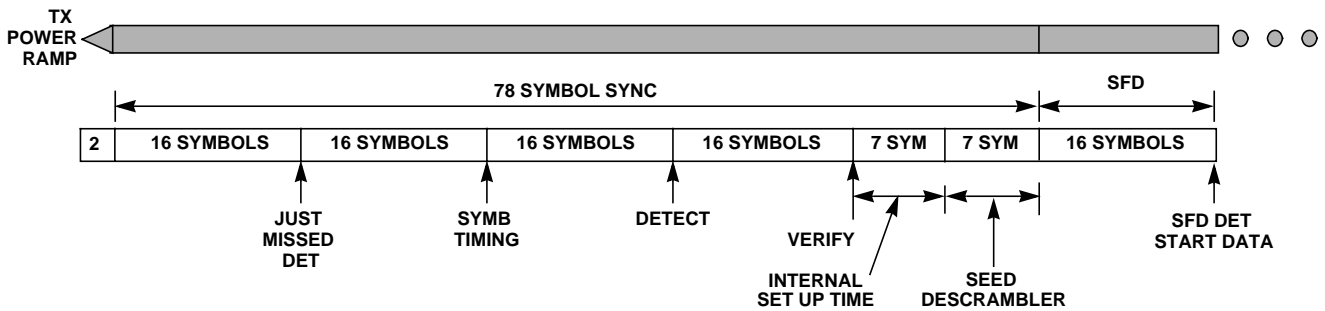 TX
POWER
RAMP
78 SYMBOL SYNC
SFD
2
16 SYMBOLS
16 SYMBOLS
16 SYMBOLS
16 SYMBOLS
7 SYM
7 SYM
16 SYMBOLS
JUST
MISSED
DET
SYMB
TIMING
DETECT
VERIFY
INTERNAL
SET UP TIME
SEED
DESCRAMBLER
SFD DET
START DATA